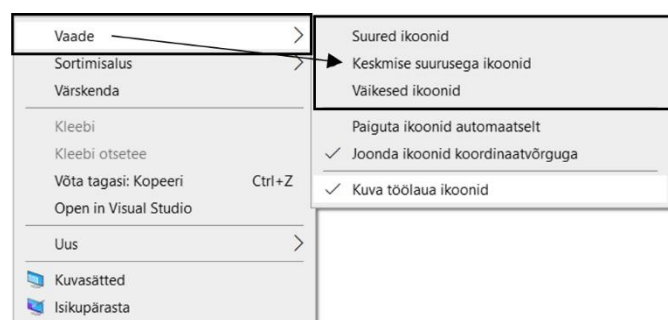 Vaade
Sortimisalus
Värskenda
Kleebi
Kleebi otsetee
Võta tagasi: Kopeeri Ctrl+Z
Open in Visual Studio
Uus
Kuvasätted
Isikupärasta
Suured ikoonid
Keskmise suurusega ikoonid
Väikesed ikoonid
Paiguta ikoonid automaatselt
Joonda ikoonid koordinaatvõrguga
Kuva töölaua ikoonid